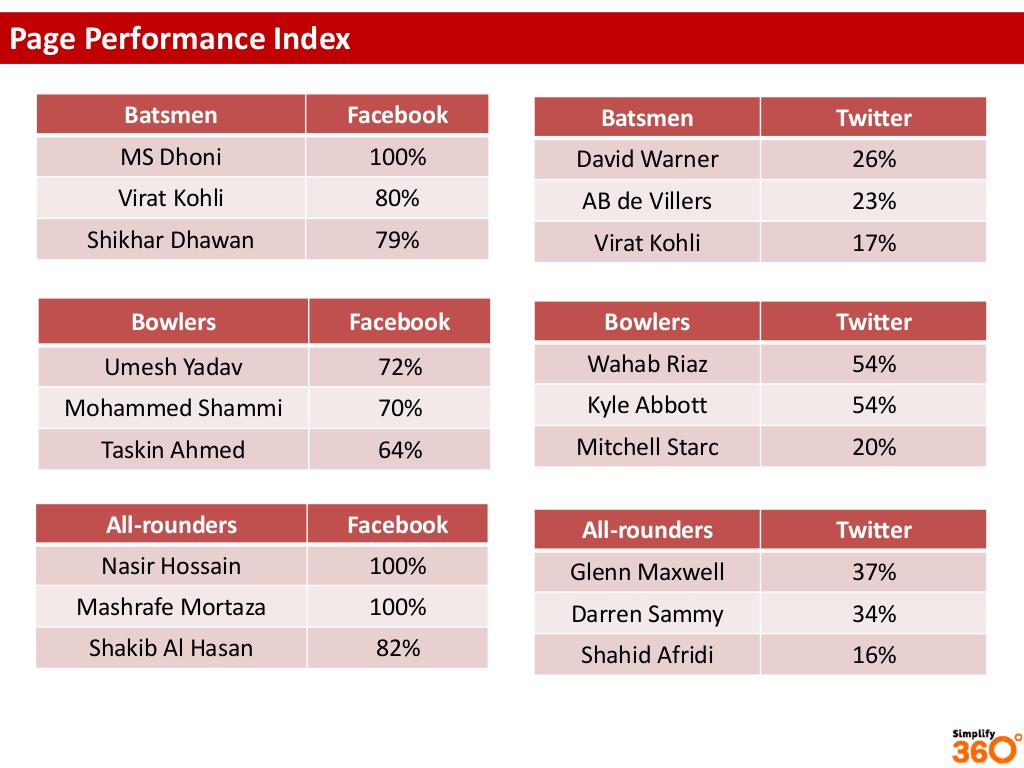 Page Performance Index
Batsmen Facebook
MS Dhoni 100%
Virat Kohli 80%
Shikhar Dhawan 79%
Batsmen Twitter
David Warner 26%
AB de Villers 23%
Virat Kohli 17%
Bowlers Facebook
Umesh Yadav 72%
Mohammed Shammi 70%
Taskin Ahmed 64%
Bowlers Twitter
Wahab Riaz 54%
Kyle Abbott 54%
Mitchell Starc 20%
All-rounders Facebook
Nasir Hossain 100%
Mashrafe Mortaza 100%
Shakib Al Hasan 82%
All-rounders Twitter
Glenn Maxwell 37%
Darren Sammy 34%
Shahid Afridi 16%
Simplify
360°